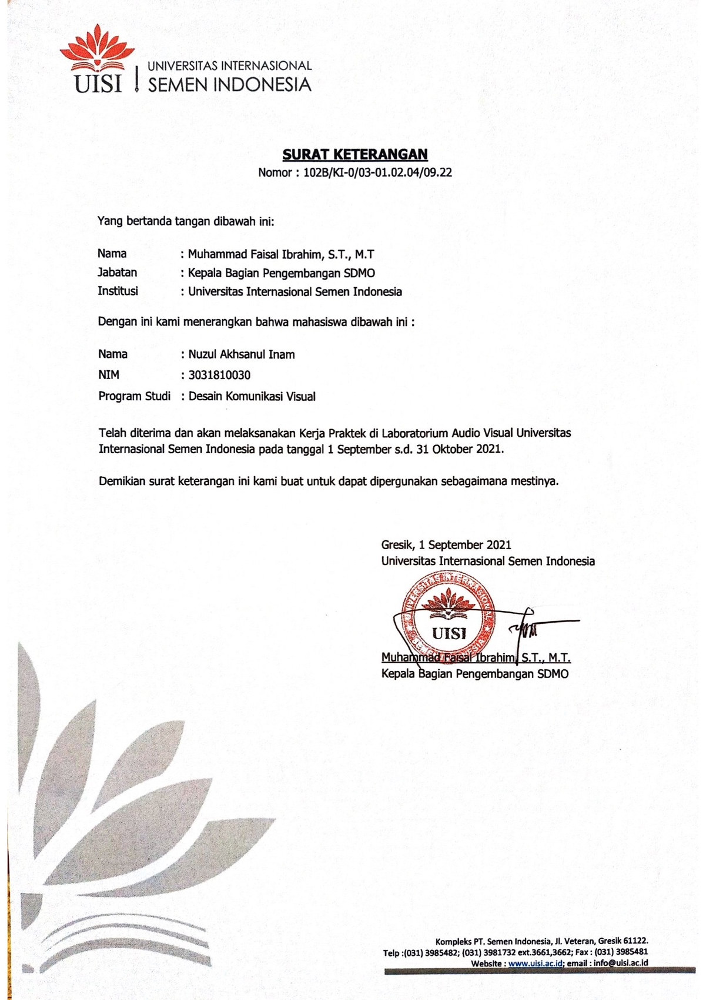 UISI
UNIVERSITAS INTERNASIONAL
SEMEN INDONESIA
SURAT KETERANGAN
Nomor : 102B/KI-0/03-01.02.04/09.22
Yang bertanda tangan dibawah ini:
Nama : Muhammad Faisal Ibrahim, S.T., M.T
Jabatan : Kepala Bagian Pengembangan SDMO
Institusi : Universitas Internasional Semen Indonesia
Dengan ini kami menerangkan bahwa mahasiswa dibawah ini :
Nama : Nuzul Akhsanul Inam
NIM : 3031810030
Program Studi : Desain Komunikasi Visual
Telah diterima dan akan melaksanakan Kerja Praktek di Laboratorium Audio Visual Universitas
Internasional Semen Indonesia pada tanggal 1 September s.d. 31 Oktober 2021.
Demikian surat keterangan ini kami buat untuk dapat dipergunakan sebagaimana mestinya.
Gresik, 1 September 2021
Universitas Internasional Semen Indonesia
UNIVERSITAS INTERNASIONAL
UISI
Muhammad Faisal Ibrahim, S.T., M.T.
Kepala Bagian Pengembangan SDMO
Kompleks PT. Semen Indonesia, Jl. Veteran, Gresik 61122.
Telp :(031) 3985482; (031) 3981732 ext.3661,3662; Fax : (031) 3985481
Website : www.uisi.ac.id; email : info@uisi.ac.id